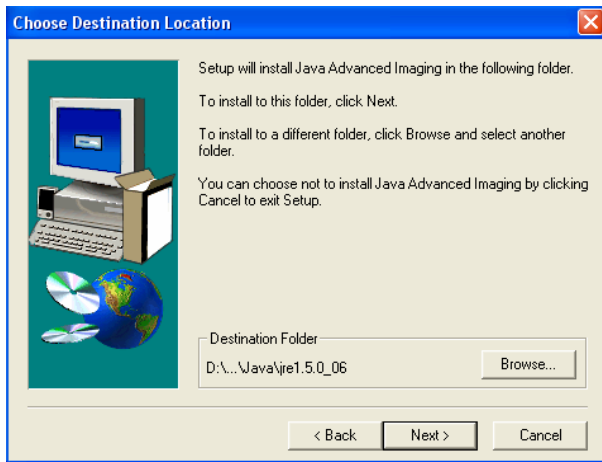 Choose Destination Location
Setup will install Java Advanced Imaging in the following folder.
To install to this folder, click Next.
To install to a different folder, click Browse and select another
folder.
You can choose not to install Java Advanced Imaging by clicking
Cancel to exit Setup.
Destination Folder
D:\...\Java\jre1.5.0_06
Browse...
< Back
Next >
Cancel